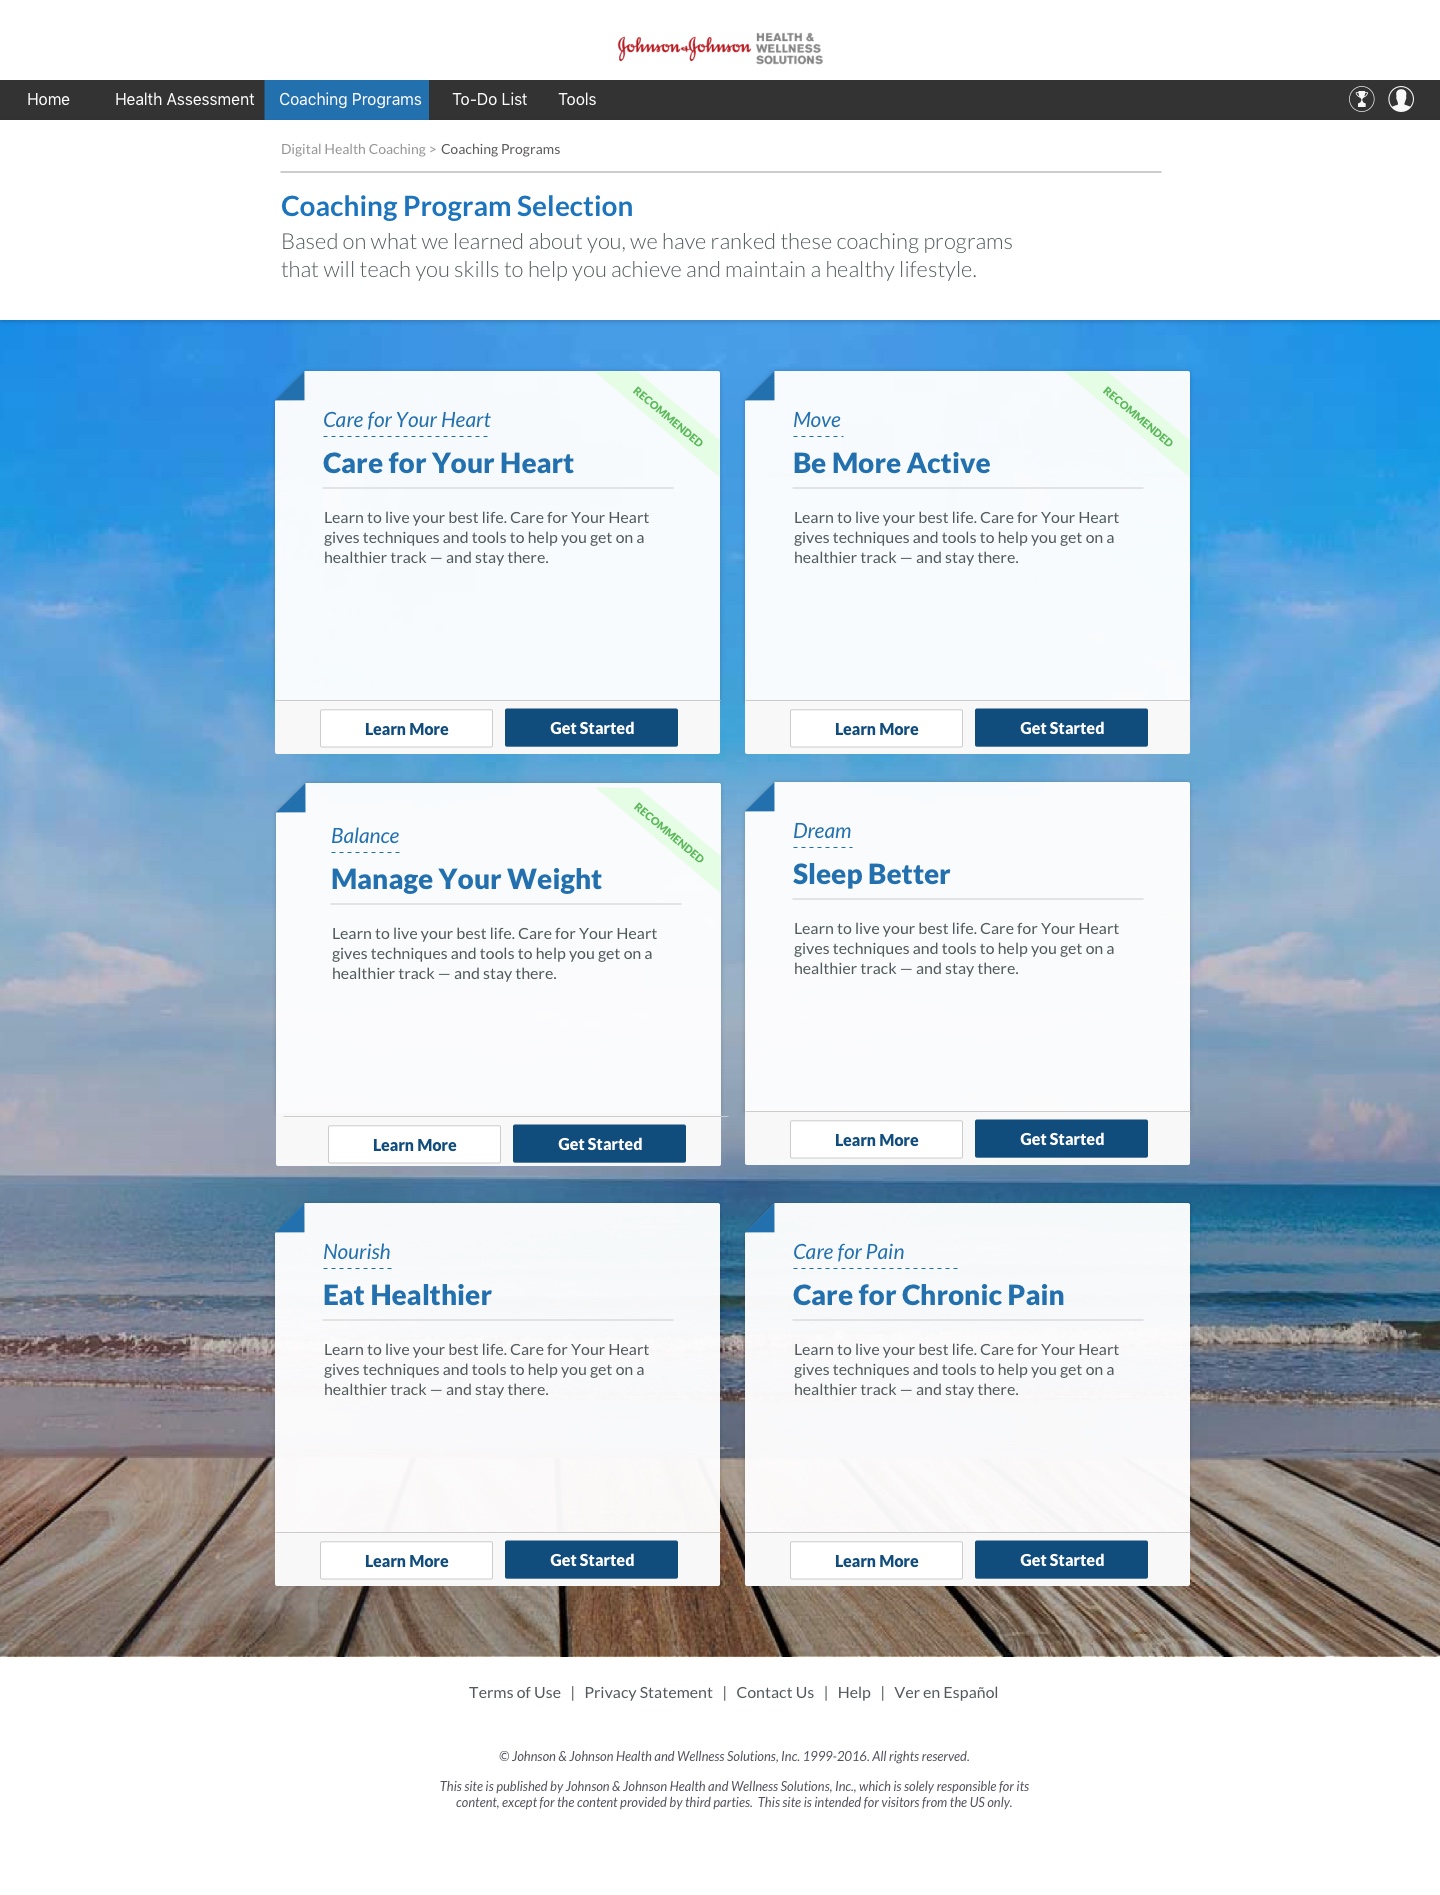 Johnson & Johnson HEALTH &
WELLNESS
SOLUTIONS
Home Health Assessment Coaching Programs To-Do List Tools
Digital Health Coaching > Coaching Programs
Coaching Program Selection
Based on what we learned about you, we have ranked these coaching programs
that will teach you skills to help you achieve and maintain a healthy lifestyle.
RECOMMENDED
Care for Your Heart
Care for Your Heart
Learn to live your best life. Care for Your Heart
gives techniques and tools to help you get on a
healthier track — and stay there.
Learn More Get Started
RECOMMENDED
Move
Be More Active
Learn to live your best life. Care for Your Heart
gives techniques and tools to help you get on a
healthier track — and stay there.
Learn More Get Started
RECOMMENDED
Balance
Manage Your Weight
Learn to live your best life. Care for Your Heart
gives techniques and tools to help you get on a
healthier track — and stay there.
Learn More Get Started
Dream
Sleep Better
Learn to live your best life. Care for Your Heart
gives techniques and tools to help you get on a
healthier track — and stay there.
Learn More Get Started
Nourish
Eat Healthier
Learn to live your best life. Care for Your Heart
gives techniques and tools to help you get on a
healthier track — and stay there.
Learn More Get Started
Care for Pain
Care for Chronic Pain
Learn to live your best life. Care for Your Heart
gives techniques and tools to help you get on a
healthier track — and stay there.
Learn More Get Started
Terms of Use | Privacy Statement | Contact Us | Help | Ver en Español
© Johnson & Johnson Health and Wellness Solutions, Inc. 1999-2016. All rights reserved.
This site is published by Johnson & Johnson Health and Wellness Solutions, Inc., which is solely responsible for its
content, except for the content provided by third parties. This site is intended for visitors from the US only.